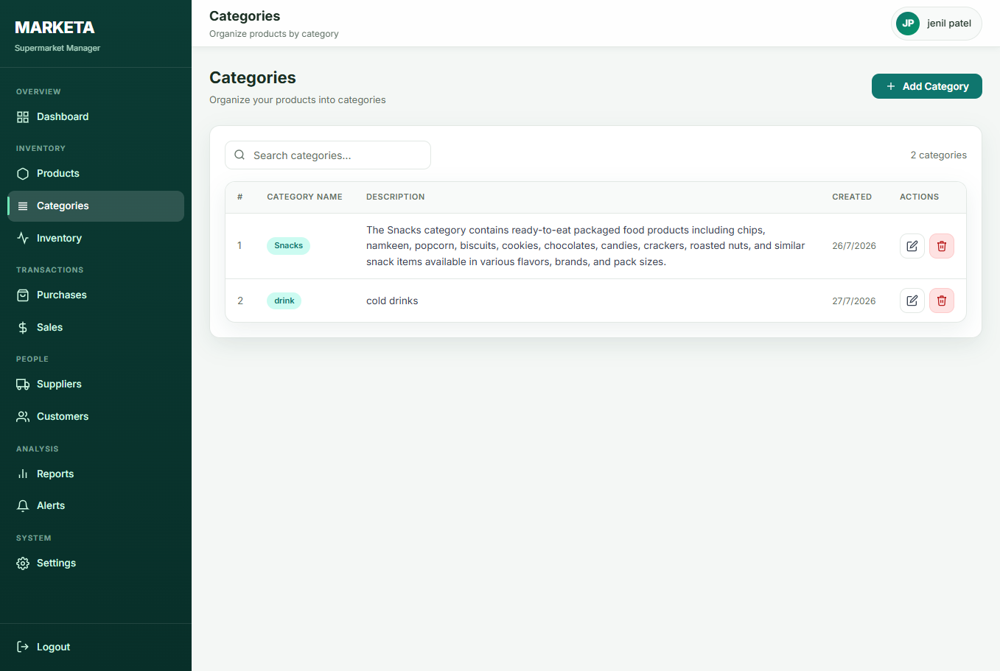 MARKETA
Supermarket Manager
OVERVIEW
Dashboard
INVENTORY
Products
Categories
Inventory
TRANSACTIONS
Purchases
Sales
PEOPLE
Suppliers
Customers
ANALYSIS
Reports
Alerts
SYSTEM
Settings
Logout
Categories
Organize products by category
JP jenil patel
Categories
Organize your products into categories
+ Add Category
Search categories...
2 categories
# CATEGORY NAME DESCRIPTION CREATED ACTIONS
1 Snacks The Snacks category contains ready-to-eat packaged food products including chips,
namkeen, popcorn, biscuits, cookies, chocolates, candies, crackers, roasted nuts, and similar
snack items available in various flavors, brands, and pack sizes. 26/7/2026
2 drink cold drinks 27/7/2026